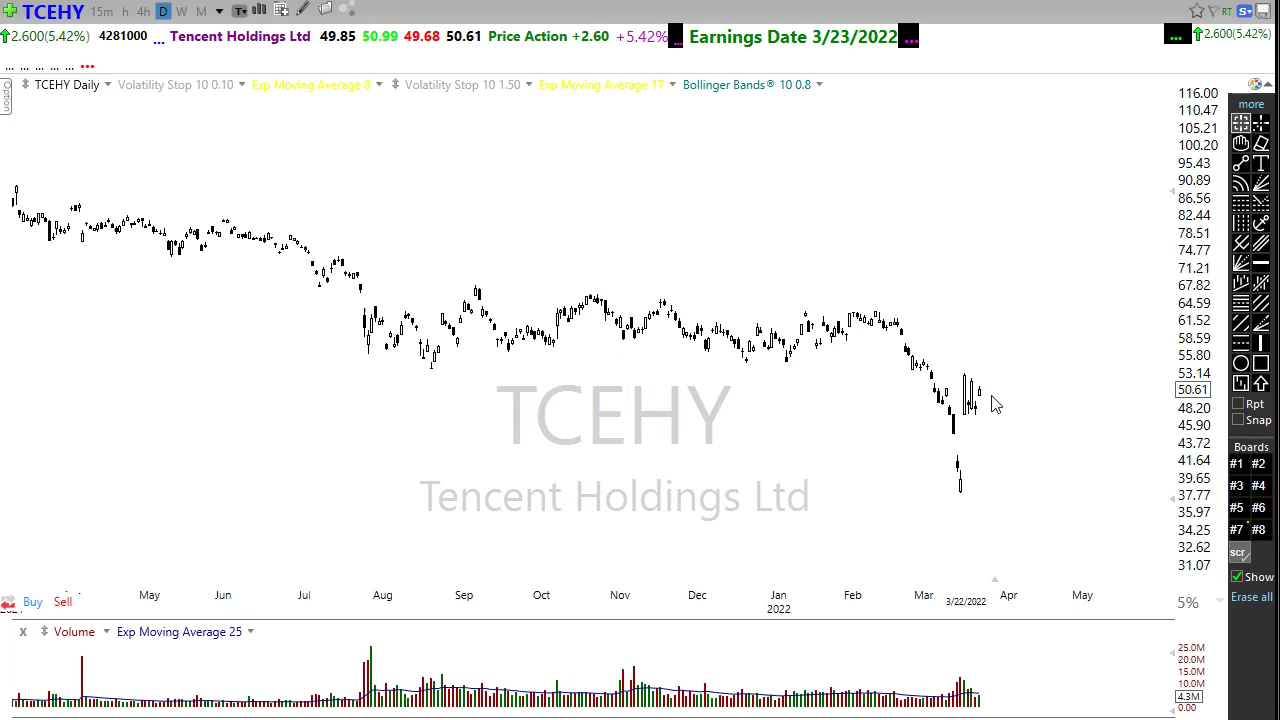 TCEHY 15m h 4h D W M RT
2.600(5.42%) 4281000 ... Tencent Holdings Ltd 49.85 50.99 49.68 50.61 Price Action +2.60 +5.42% ... Earnings Date 3/23/2022 ... ... 2.600(5.42%)
... ... ... ... ... ...
Option
TCEHY Daily Volatility Stop 10 0.10 Exp Moving Average 8 Volatility Stop 10 1.50 Exp Moving Average 17 Bollinger Bands® 10 0.8
116.00
110.47
105.21
100.20
95.43
90.89
86.56
82.44
78.51
74.77
71.21
67.82
64.59
61.52
58.59
55.80
53.14
50.61
48.20
45.90
43.72
41.64
39.65
37.77
35.97
34.25
32.62
31.07
5%
more
Rpt
Snap
Boards
#1 #2
#3 #4
#5 #6
#7 #8
scr
Show
Erase all
TCEHY
Tencent Holdings Ltd
May Jun Jul Aug Sep Oct Nov Dec Jan Feb Mar 3/22/2022 Apr May
2022
Buy Sell
X Volume Exp Moving Average 25
25.0M
20.0M
15.0M
10.0M
4.3M
0.00